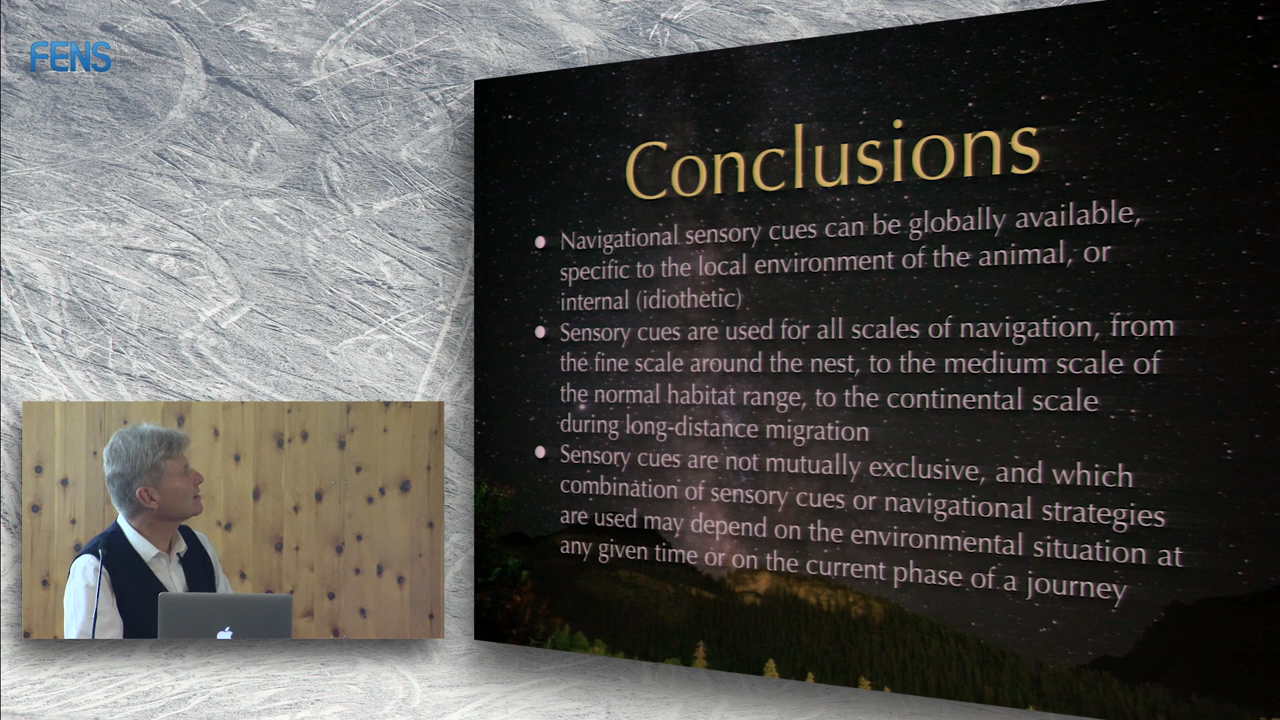 FENS
Conclusions
Navigational sensory cues can be globally available,
specific to the local environment of the animal, or
internal (idiothetic)
Sensory cues are used for all scales of navigation, from
the fine scale around the nest, to the medium scale of
the normal habitat range, to the continental scale
during long-distance migration
Sensory cues are not mutually exclusive, and which
combination of sensory cues or navigational strategies
are used may depend on the environmental situation at
any given time or on the current phase of a journey